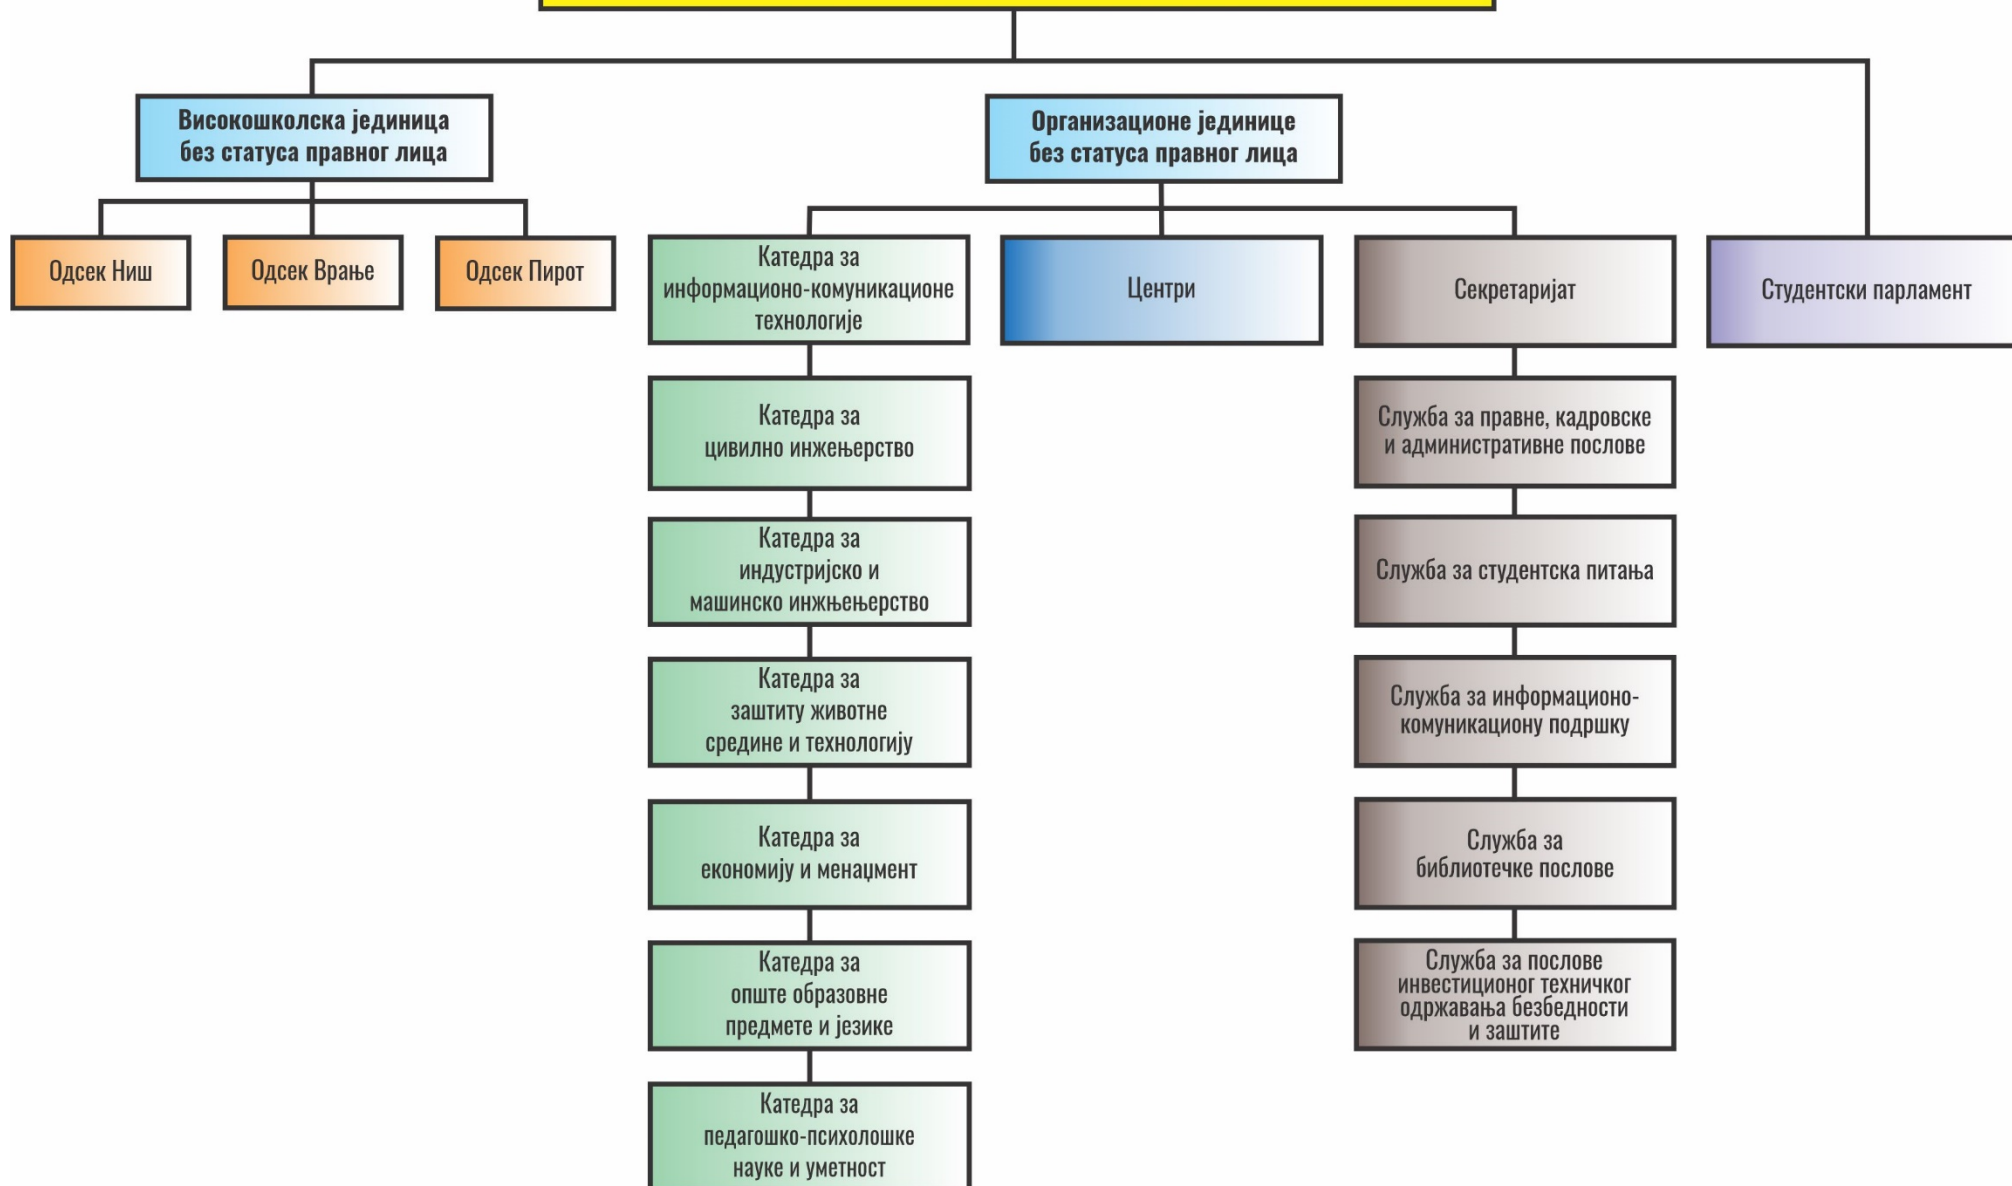 Високошколска јединица
без статуса правног лица
Организационе јединице
без статуса правног лица
Одсек Ниш
Одсек Врање
Одсек Пирот
Катедра за
информационо-комуникационе
технологије
Центри
Секретаријат
Студентски парламент
Катедра за
цивилно инжењерство
Служба за правне, кадровске
и административне послове
Катедра за
индустријско и
машинско инжњењерство
Служба за студентска питања
Катедра за
заштиту животне
средине и технологију
Служба за информационо-
комуникациону подршку
Катедра за
економију и менаџмент
Служба за
библиотечке послове
Катедра за
опште образовне
предмете и језике
Служба за послове
инвестиционог техничког
одржавања безбедности
и заштите
Катедра за
педагошко-психолошке
науке и уметност